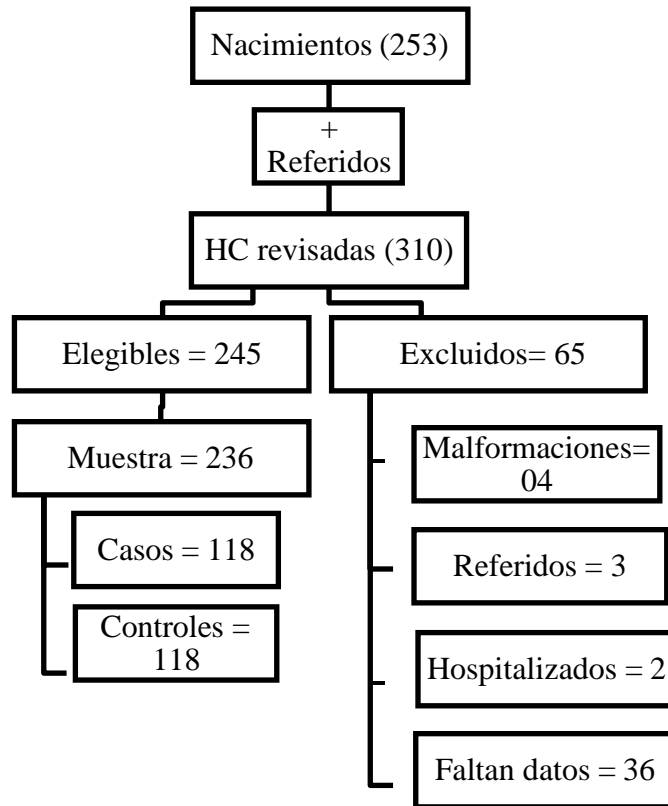 Nacimientos (253)
+
Referidos
HC revisadas (310)
Elegibles = 245
Excluidos= 65
Muestra = 236
Malformaciones=
04
Casos = 118
Referidos = 3
Controles =
118
Hospitalizados = 2
Faltan datos = 36